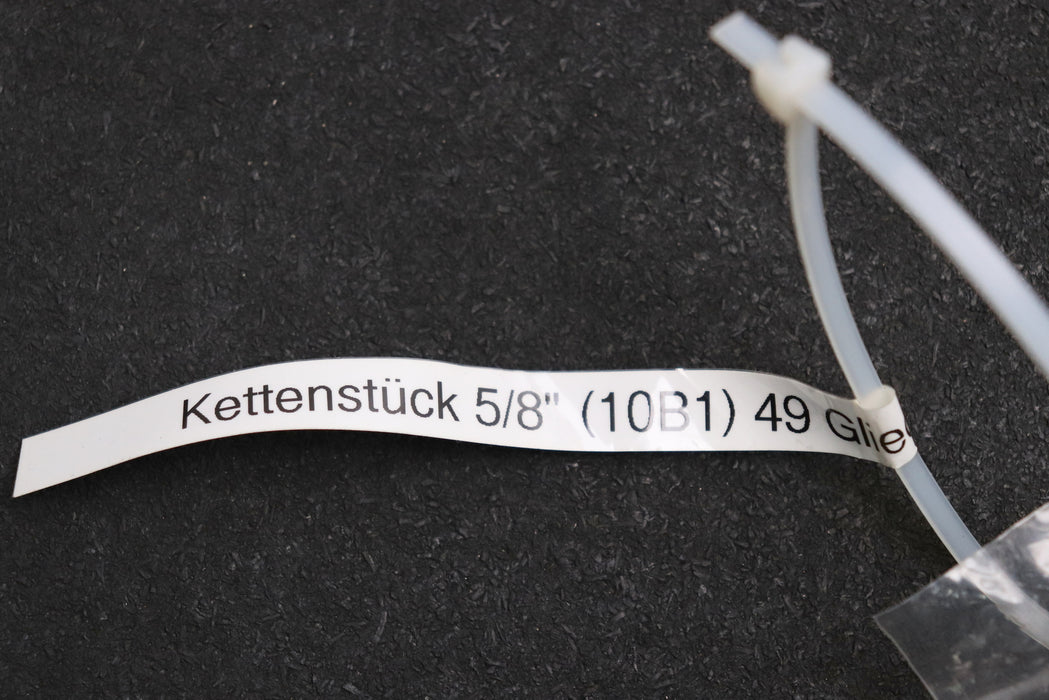 Kettenstück 5/8" (10B1) 49 Glie